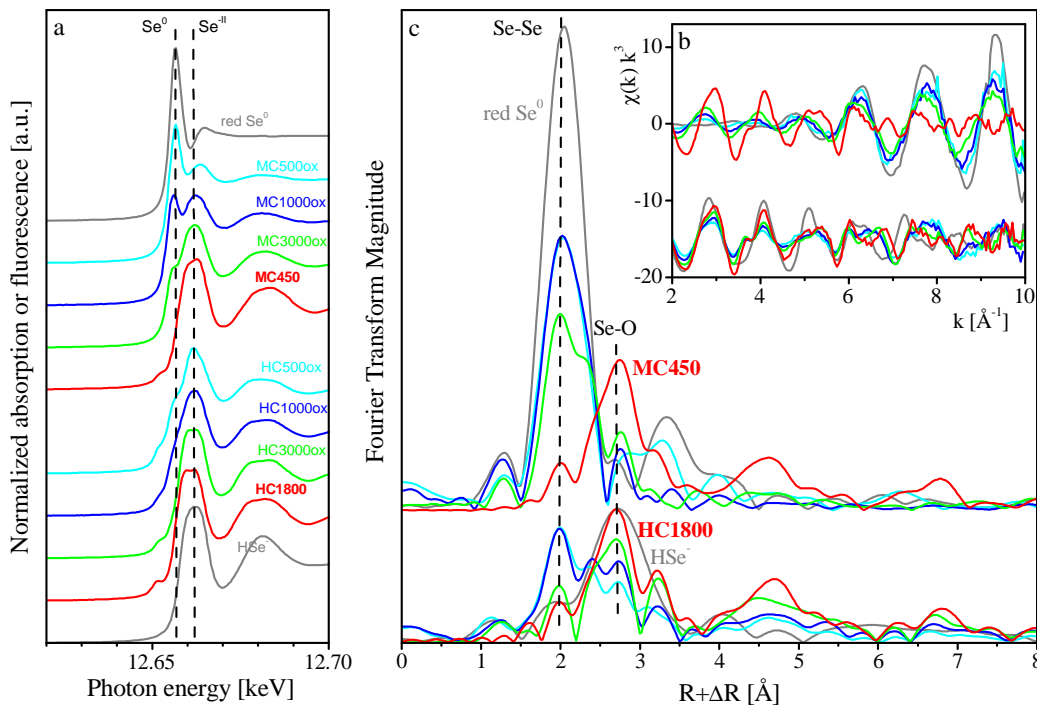 a
Se⁰
Se⁻ᴵᴵ
red Se⁰
MC500ox
MC1000ox
MC3000ox
MC450
HC500ox
HC1000ox
HC3000ox
HC1800
HSe⁻
12.65
12.70
Photon energy [keV]
Normalized absorption or fluorescence [a.u.]
c
Se-Se
red Se⁰
Se-O
MC450
HC1800
HSe⁻
0
1
2
3
4
5
6
7
8
R+ΔR [Å]
Fourier Transform Magnitude
b
χ(k) k³
10
0
-10
-20
2
4
6
8
10
k [Å⁻¹]